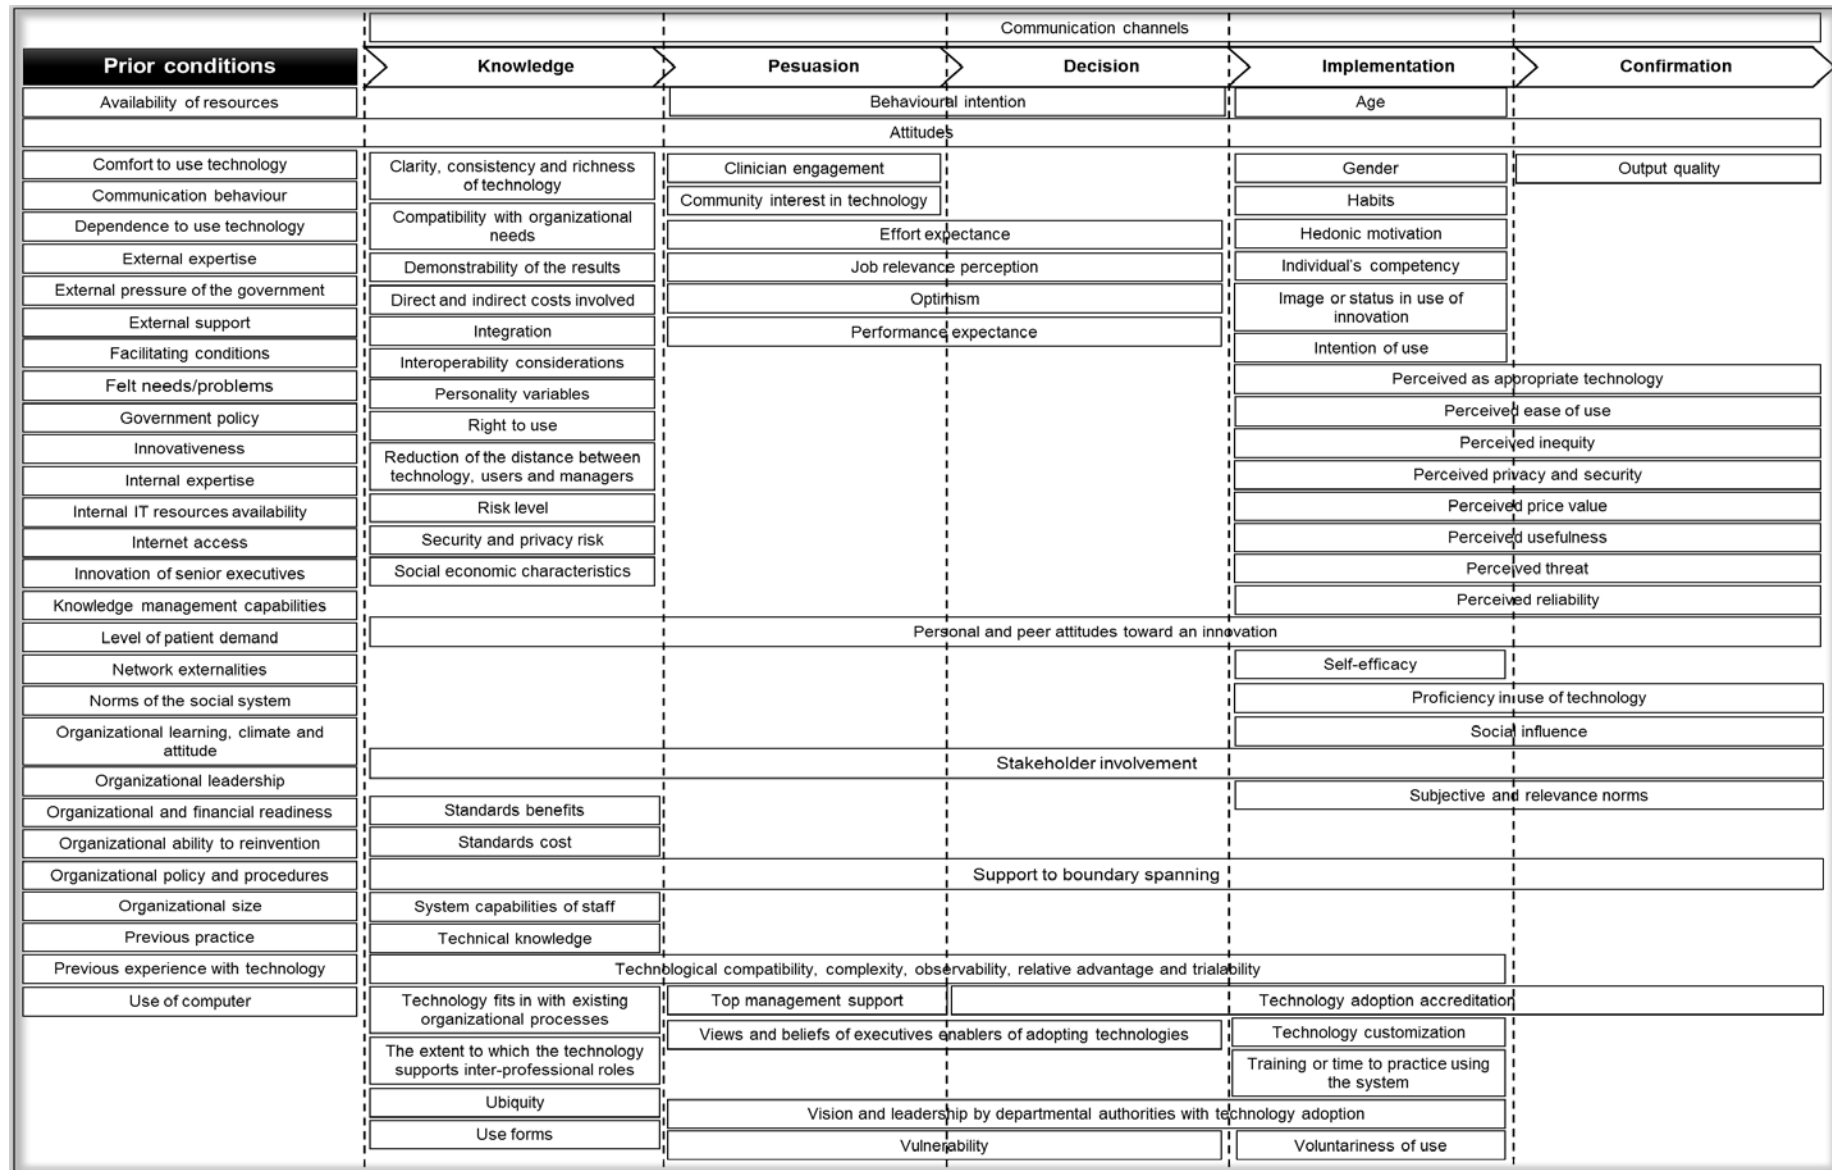 Communication channels
Prior conditions
Knowledge
Pesuasion
Decision
Implementation
Confirmation
Availability of resources
Behavioural intention
Age
Attitudes
Comfort to use technology
Clarity, consistency and richness
of technology
Clinician engagement
Gender
Output quality
Communication behaviour
Community interest in technology
Habits
Dependence to use technology
Compatibility with organizational
needs
Effort expectance
Hedonic motivation
External expertise
Demonstrability of the results
Job relevance perception
Individual's competency
External pressure of the government
Direct and indirect costs involved
Optimism
Image or status in use of
innovation
External support
Integration
Performance expectance
Intention of use
Facilitating conditions
Interoperability considerations
Perceived as appropriate technology
Felt needs/problems
Personality variables
Perceived ease of use
Government policy
Right to use
Perceived inequity
Innovativeness
Reduction of the distance between
technology, users and managers
Internal expertise
Perceived privacy and security
Internal IT resources availability
Risk level
Perceived price value
Internet access
Security and privacy risk
Perceived usefulness
Innovation of senior executives
Social economic characteristics
Perceived threat
Knowledge management capabilities
Perceived reliability
Level of patient demand
Personal and peer attitudes toward an innovation
Network externalities
Self-efficacy
Norms of the social system
Proficiency in use of technology
Organizational learning, climate and
attitude
Social influence
Stakeholder involvement
Organizational leadership
Subjective and relevance norms
Organizational and financial readiness
Standards benefits
Organizational ability to reinvention
Standards cost
Organizational policy and procedures
Support to boundary spanning
Organizational size
System capabilities of staff
Previous practice
Technical knowledge
Previous experience with technology
Technological compatibility, complexity, observability, relative advantage and trialability
Use of computer
Technology fits in with existing
organizational processes
Top management support
Technology adoption accreditation
Views and beliefs of executives enablers of adopting technologies
Technology customization
The extent to which the technology
supports inter-professional roles
Training or time to practice using
the system
Ubiquity
Vision and leadership by departmental authorities with technology adoption
Use forms
Vulnerability
Voluntariness of use